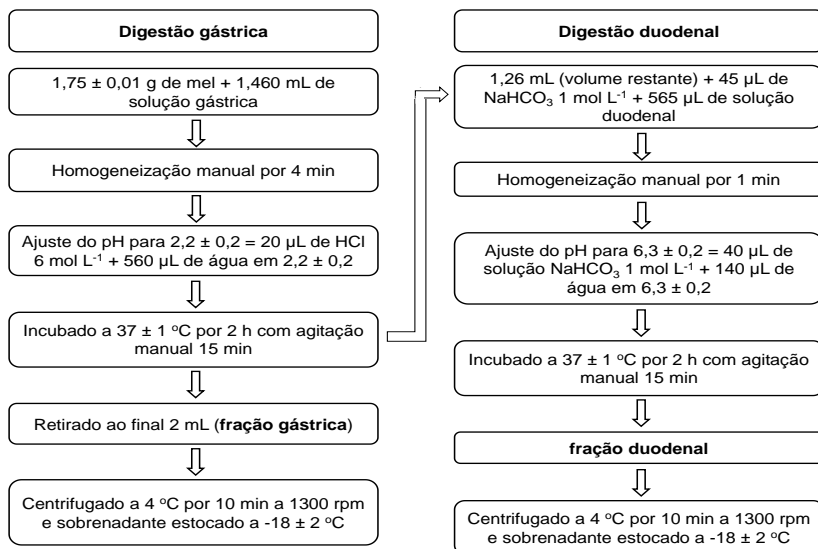 Digestão gástrica
1,75 ± 0,01 g de mel + 1,460 mL de
solução gástrica
Homogeneização manual por 4 min
Ajuste do pH para 2,2 ± 0,2 = 20 µL de HCl
6 mol L⁻¹ + 560 µL de água em 2,2 ± 0,2
Incubado a 37 ± 1 ºC por 2 h com agitação
manual 15 min
Retirado ao final 2 mL (fração gástrica)
Centrifugado a 4 ºC por 10 min a 1300 rpm
e sobrenadante estocado a -18 ± 2 ºC
Digestão duodenal
1,26 mL (volume restante) + 45 µL de
NaHCO₃ 1 mol L⁻¹ + 565 µL de solução
duodenal
Homogeneização manual por 1 min
Ajuste do pH para 6,3 ± 0,2 = 40 µL de
solução NaHCO₃ 1 mol L⁻¹ + 140 µL de
água em 6,3 ± 0,2
Incubado a 37 ± 1 ºC por 2 h com agitação
manual 15 min
fração duodenal
Centrifugado a 4 ºC por 10 min a 1300 rpm
e sobrenadante estocado a -18 ± 2 ºC